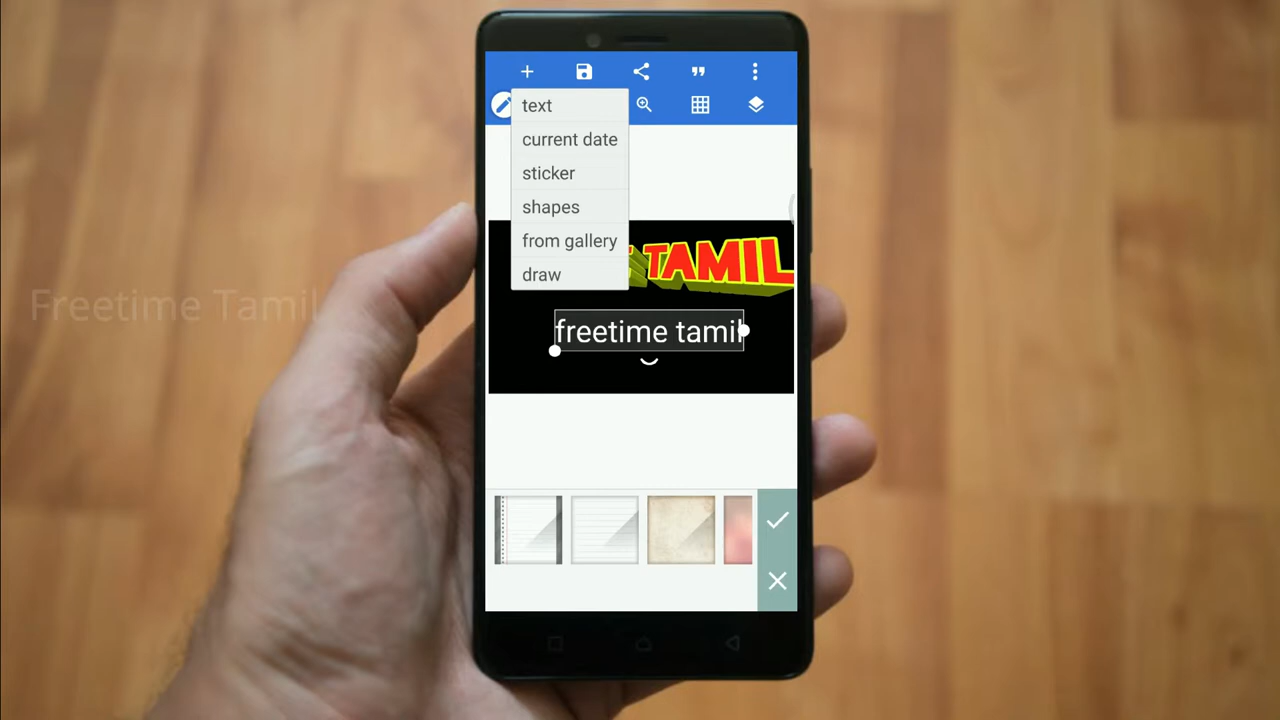 text
current date
sticker
shapes
from gallery
draw
TAMIL
freetime tamil
Freetime Tamil